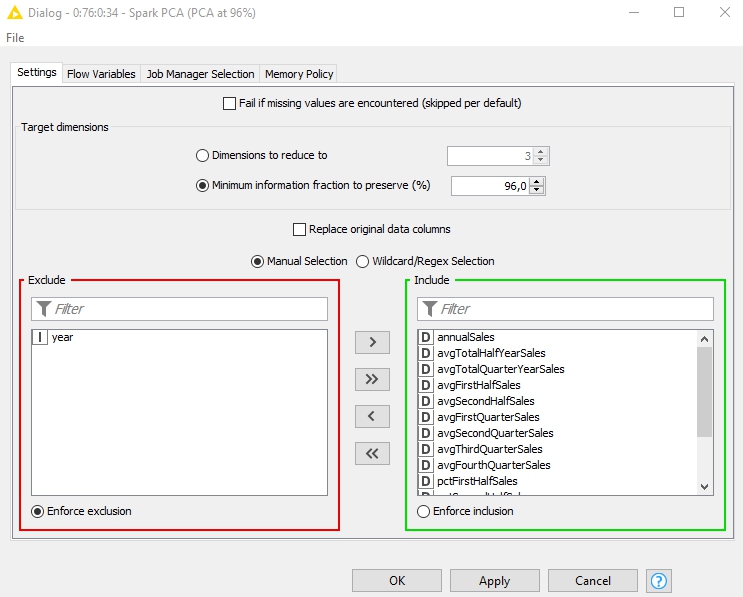 Dialog - 0:76:0:34 - Spark PCA (PCA at 96%)
File
Settings Flow Variables Job Manager Selection Memory Policy
Fail if missing values are encountered (skipped per default)
Target dimensions
Dimensions to reduce to 3
Minimum information fraction to preserve (%) 96,0
Replace original data columns
Manual Selection Wildcard/Regex Selection
Exclude
Filter
I year
Enforce exclusion
>
>>
<
<<
Include
Filter
D annualSales
D avgTotalHalfYearSales
D avgTotalQuarterYearSales
D avgFirstHalfSales
D avgSecondHalfSales
D avgFirstQuarterSales
D avgSecondQuarterSales
D avgThirdQuarterSales
D avgFourthQuarterSales
D pctFirstHalfSales
Enforce inclusion
OK Apply Cancel ?